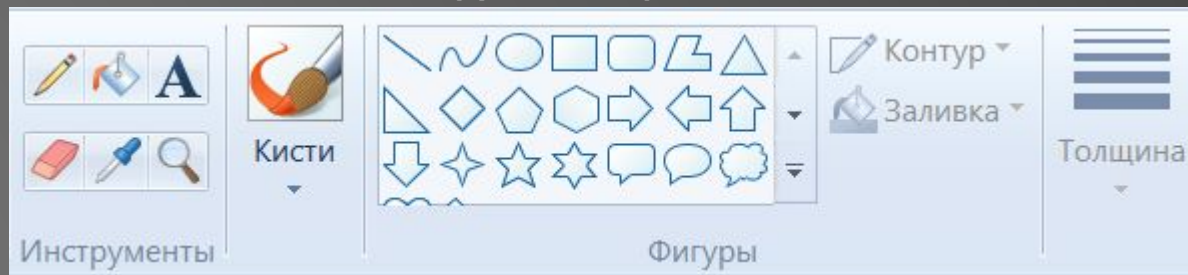 A
Контур
Заливка
Кисти
Толщина
Инструменты
Фигуры